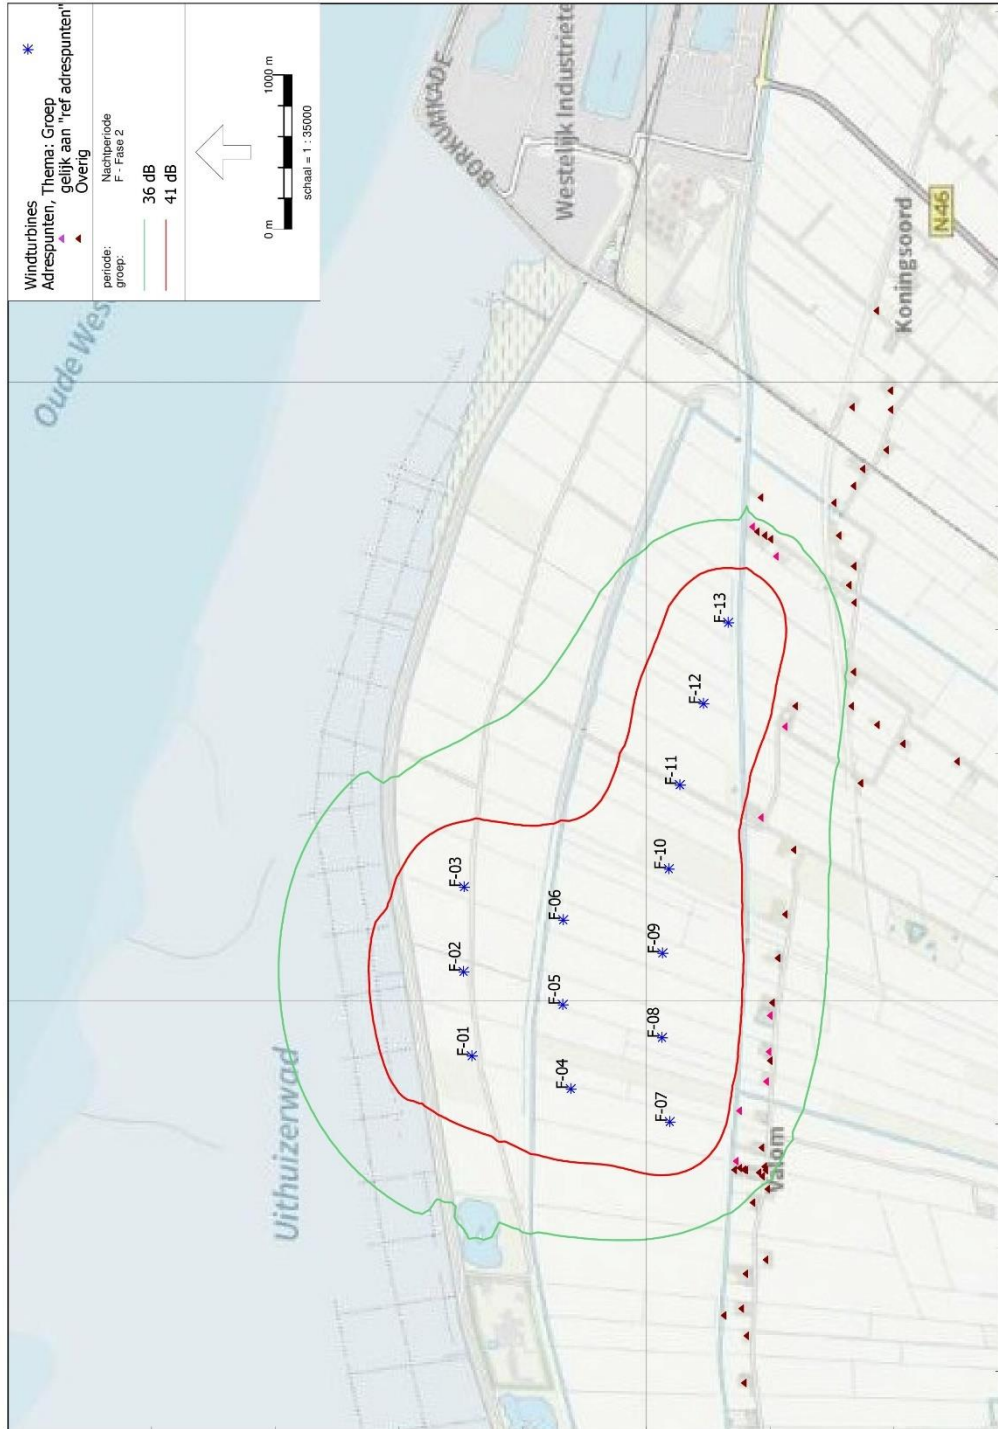 Windturbines
Adrespunten, Thema: Groep
gelijk aan "ref adrespunten"
Overig
periode: Nachtperiode
groep: F - Fase 2
36 dB
41 dB
0 m 1000 m
schaal = 1 : 35000
Oude Wes
Uithuizerwad
BORKUMKADE
Westelijk Industriete
F-01
F-02
F-03
F-04
F-05
F-06
F-07
F-08
F-09
F-10
F-11
F-12
F-13
Valom
Koningsoord
N46